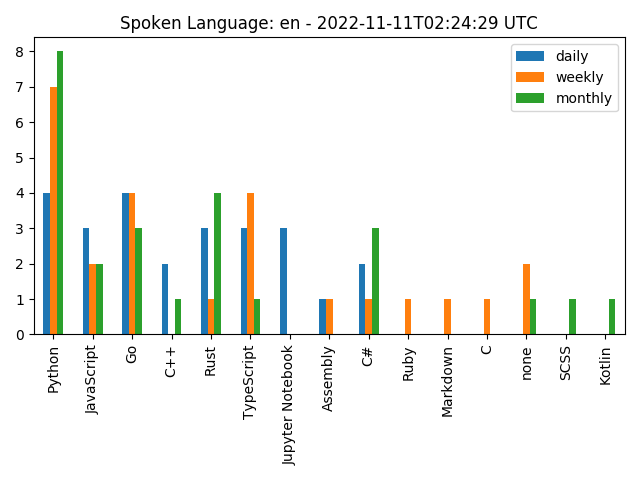 Spoken Language: en - 2022-11-11T02:24:29 UTC
daily
weekly
monthly
8
7
6
5
4
3
2
1
0
Python
JavaScript
Go
C++
Rust
TypeScript
Jupyter Notebook
Assembly
C#
Ruby
Markdown
C
none
SCSS
Kotlin